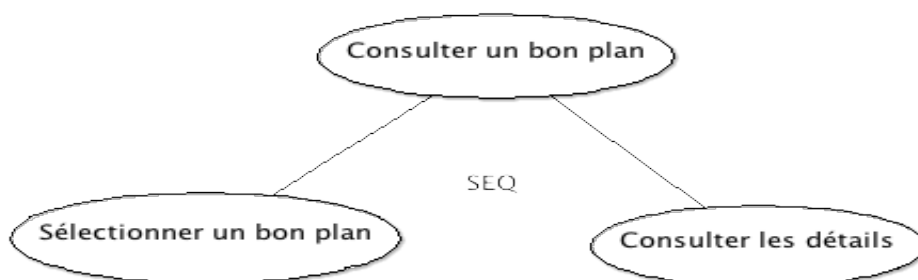 Consulter un bon plan
SEQ
Sélectionner un bon plan
Consulter les détails